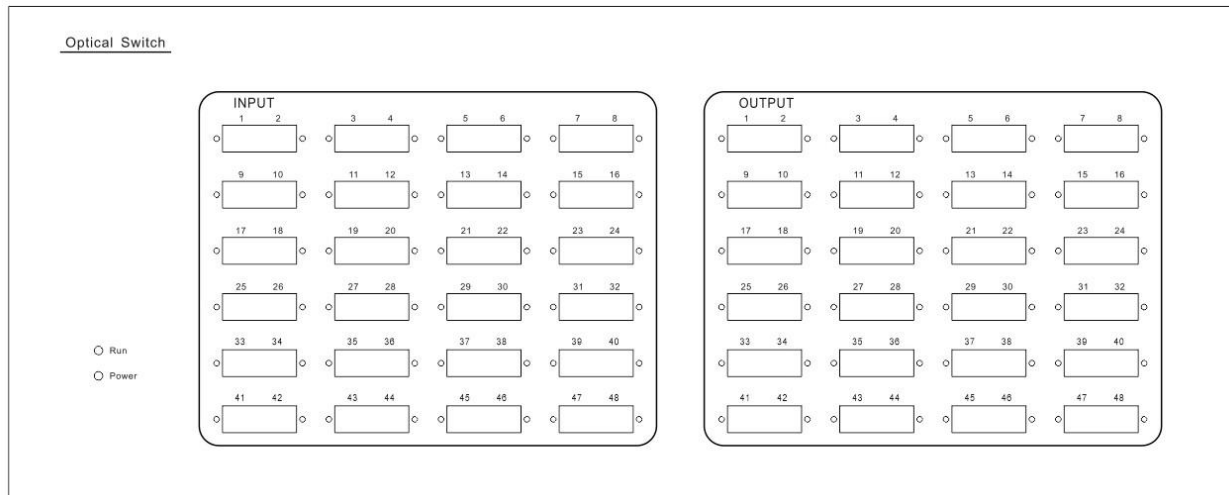 Optical Switch
INPUT
1 2 3 4 5 6 7 8
9 10 11 12 13 14 15 16
17 18 19 20 21 22 23 24
25 26 27 28 29 30 31 32
33 34 35 36 37 38 39 40
41 42 43 44 45 46 47 48
OUTPUT
1 2 3 4 5 6 7 8
9 10 11 12 13 14 15 16
17 18 19 20 21 22 23 24
25 26 27 28 29 30 31 32
33 34 35 36 37 38 39 40
41 42 43 44 45 46 47 48
Run
Power